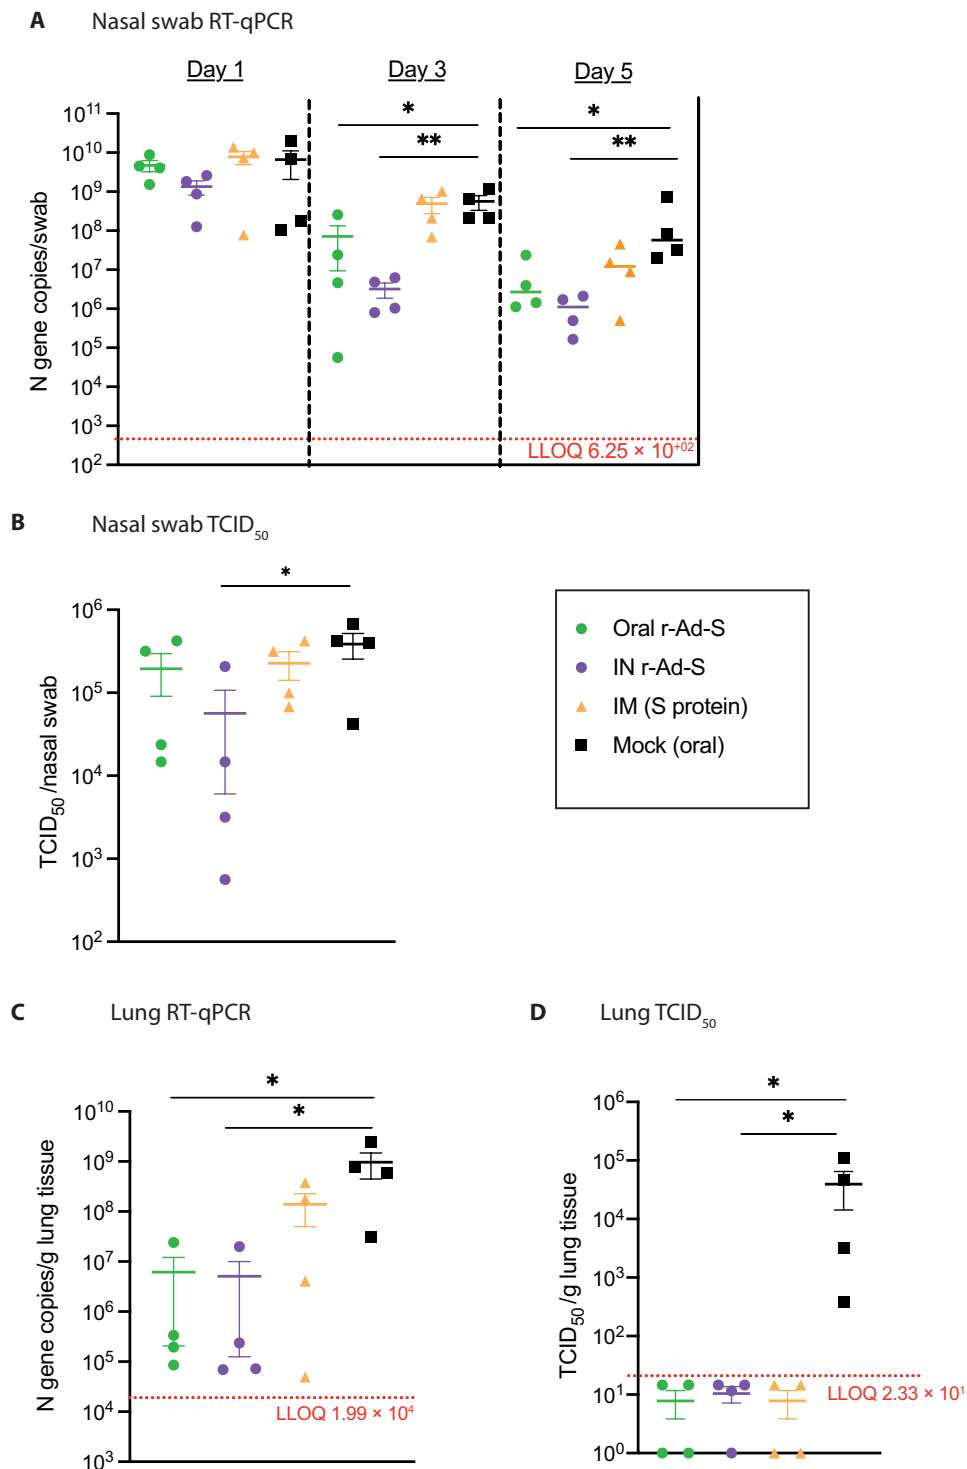 A Nasal swab RT-qPCR
Day 1 Day 3 Day 5
* *
** **
N gene copies/swab
10¹¹
10¹⁰
10⁹
10⁸
10⁷
10⁶
10⁵
10⁴
10³
10²
LLOQ 6.25 × 10⁺⁰²
B Nasal swab TCID₅₀
*
TCID₅₀/nasal swab
10⁶
10⁵
10⁴
10³
10²
Oral r-Ad-S
IN r-Ad-S
IM (S protein)
Mock (oral)
C Lung RT-qPCR
*
*
N gene copies/g lung tissue
10¹⁰
10⁹
10⁸
10⁷
10⁶
10⁵
10⁴
10³
LLOQ 1.99 × 10⁴
D Lung TCID₅₀
*
*
TCID₅₀/g lung tissue
10⁶
10⁵
10⁴
10³
10²
10¹
10⁰
LLOQ 2.33 × 10¹